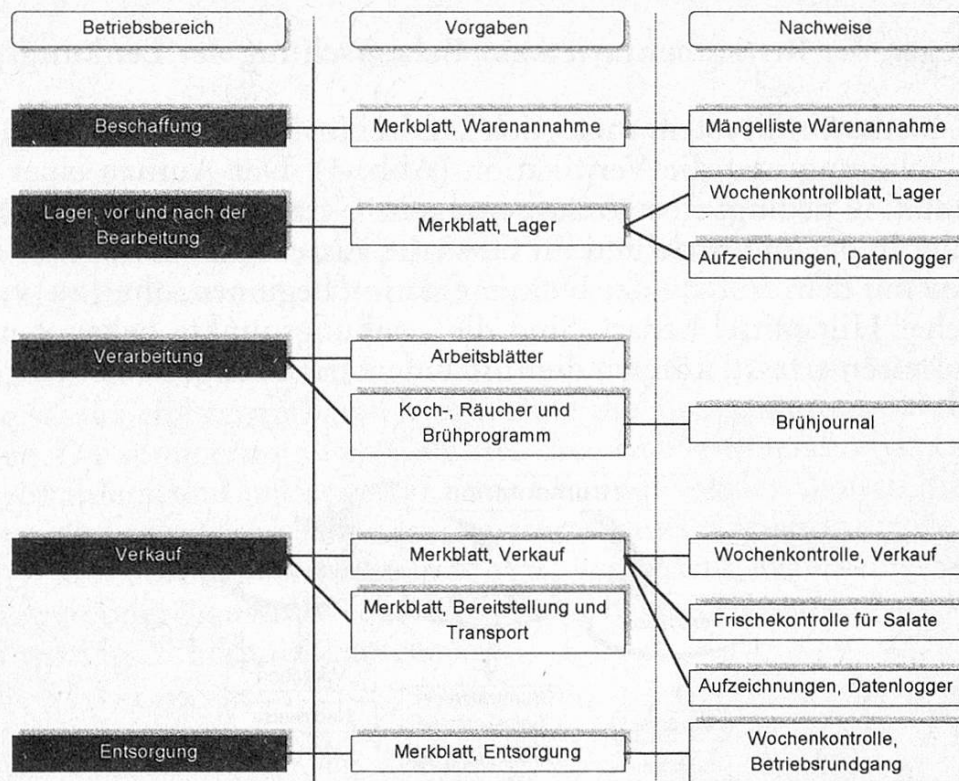 Betriebsbereich
Vorgaben
Nachweise
Beschaffung
Merkblatt, Warenannahme
Mängelliste Warenannahme
Lager, vor und nach der
Bearbeitung
Merkblatt, Lager
Wochenkontrollblatt, Lager
Aufzeichnungen, Datenlogger
Verarbeitung
Arbeitsblätter
Koch-, Räucher und
Brühprogramm
Brühjournal
Verkauf
Merkblatt, Verkauf
Wochenkontrolle, Verkauf
Merkblatt, Bereitstellung und
Transport
Frischekontrolle für Salate
Aufzeichnungen, Datenlogger
Entsorgung
Merkblatt, Entsorgung
Wochenkontrolle,
Betriebsrundgang